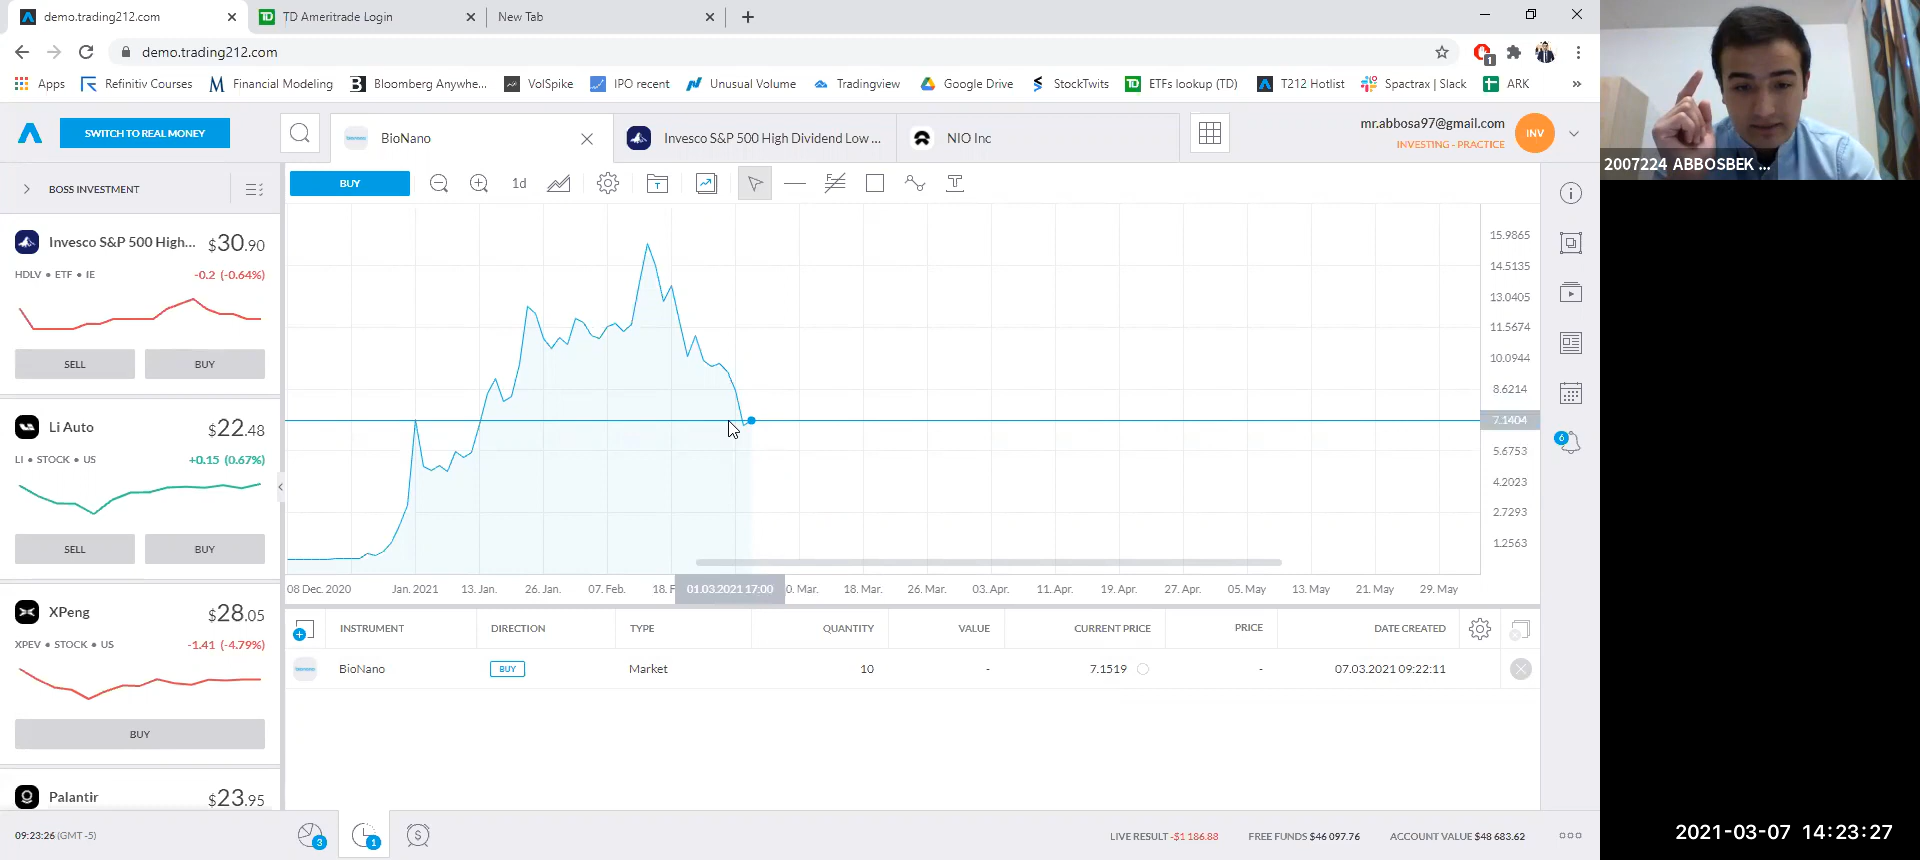 demo.trading212.com
TD Ameritrade Login
New Tab
demo.trading212.com
Apps
Refinitiv Courses
Financial Modeling
Bloomberg Anywhe...
VolSpike
IPO recent
Unusual Volume
Tradingview
Google Drive
StockTwits
ETFs lookup (TD)
T212 Hotlist
Spactrax | Slack
ARK
SWITCH TO REAL MONEY
BioNano
Invesco S&P 500 High Dividend Low ...
NIO Inc
mr.abbosa97@gmail.com
INVESTING - PRACTICE
INV
2007224 ABBOSBEK ...
BOSS INVESTMENT
BUY
1d
Invesco S&P 500 High... $30.90
HDLV • ETF • IE -0.2 (-0.64%)
SELL BUY
Li Auto $22.48
LI • STOCK • US +0.15 (0.67%)
SELL BUY
XPeng $28.05
XPEV • STOCK • US -1.41 (-4.79%)
BUY
Palantir $23.95
15.9865
14.5135
13.0405
11.5674
10.0944
8.6214
7.1404
5.6753
4.2023
2.7293
1.2563
6
08 Dec. 2020 Jan. 2021 13. Jan. 26. Jan. 07. Feb. 18. F 01.03.2021 17:00 0. Mar. 18. Mar. 26. Mar. 03. Apr. 11. Apr. 19. Apr. 27. Apr. 05. May 13. May 21. May 29. May
INSTRUMENT DIRECTION TYPE QUANTITY VALUE CURRENT PRICE PRICE DATE CREATED
BioNano BUY Market 10 - 7.1519 - 07.03.2021 09:22:11
09:23:26 (GMT -5)
3
1
LIVE RESULT -$1 186.88 FREE FUNDS $46 097.76 ACCOUNT VALUE $48 683.62
2021-03-07 14:23:27